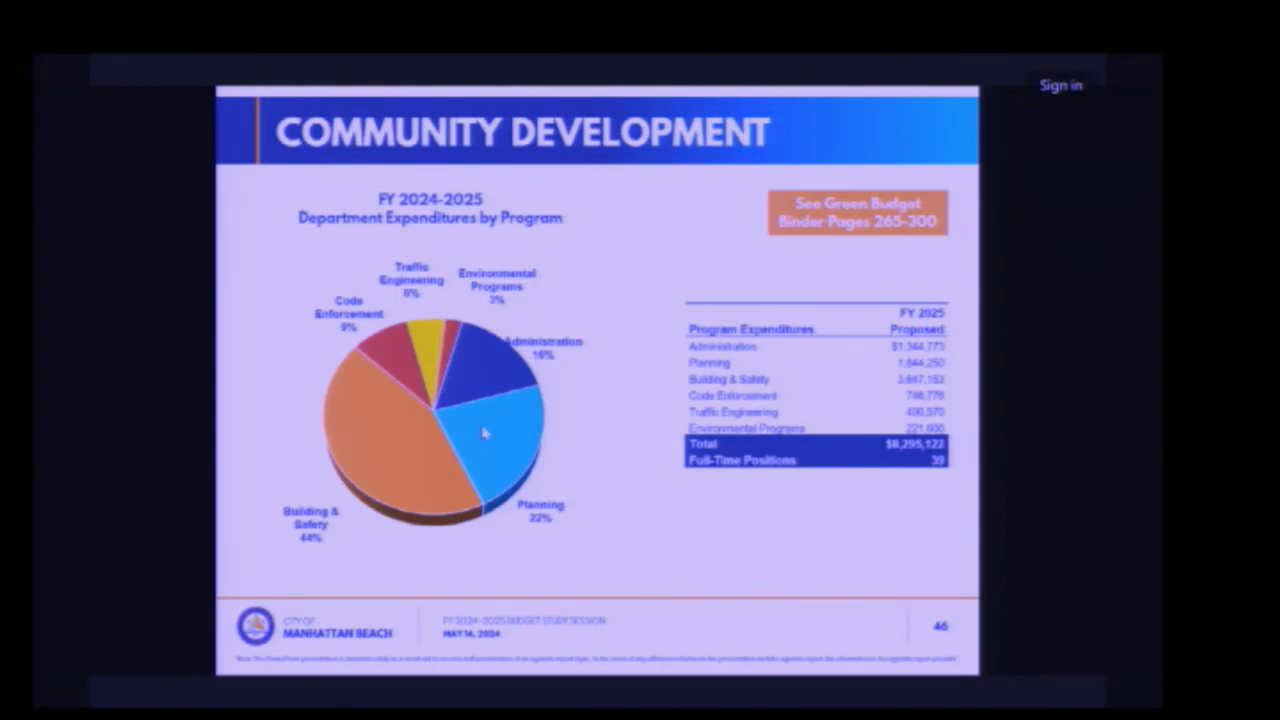 Sign in
COMMUNITY DEVELOPMENT
FY 2024-2025
Department Expenditures by Program
See Green Budget
Binder Pages 265-300
Traffic
Engineering
6%
Environmental
Programs
3%
Code
Enforcement
9%
Administration
16%
Planning
22%
Building &
Safety
44%
FY 2025
Program Expenditures Proposed
Administration $1,344,773
Planning 1,844,250
Building & Safety 3,647,153
Code Enforcement 746,776
Traffic Engineering 490,570
Environmental Programs 221,600
Total $8,295,122
Full-Time Positions 39
CITY OF
MANHATTAN BEACH
FY 2024-2025 BUDGET STUDY SESSION
MAY 14, 2024
46